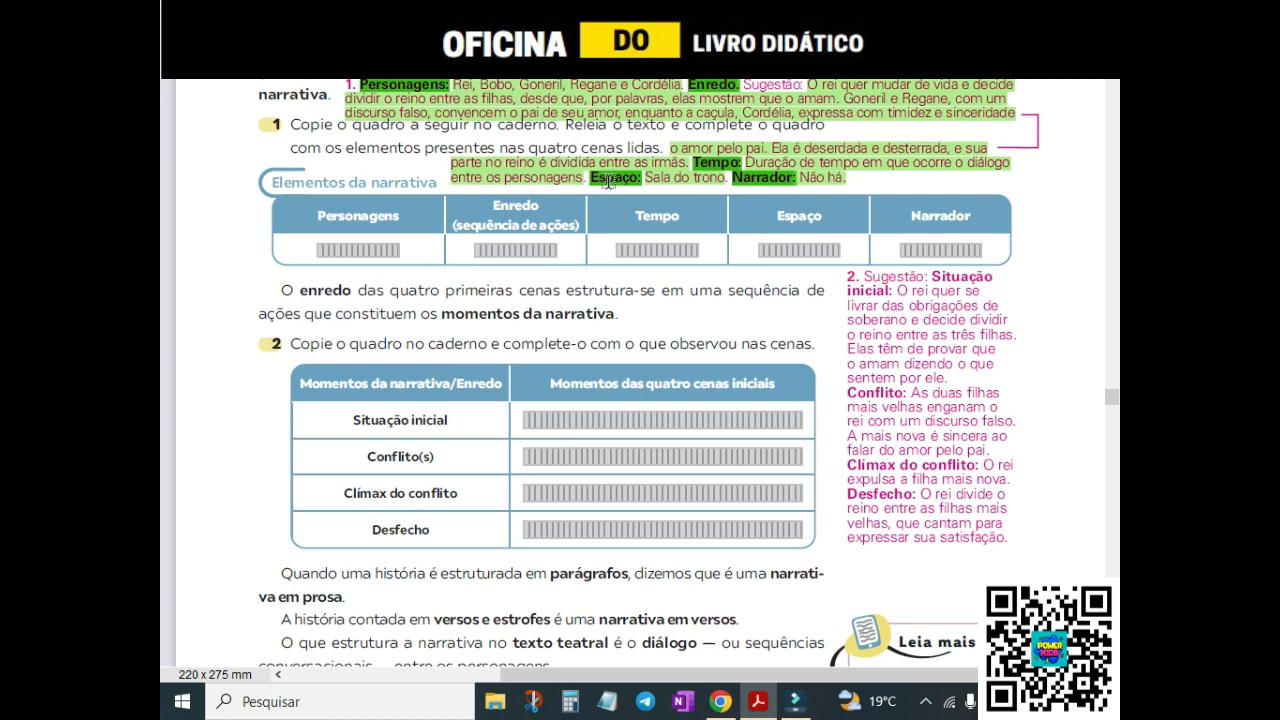 OFICINA DO LIVRO DIDÁTICO
1. Personagens: Rei, Bobo, Goneril, Regane e Cordélia. Enredo. Sugestão: O rei quer mudar de vida e decide
narrativa.
dividir o reino entre as filhas, desde que, por palavras, elas mostrem que o amam. Goneril e Regane, com um
discurso falso, convencem o pai de seu amor, enquanto a caçula, Cordélia, expressa com timidez e sinceridade
1 Copie o quadro a seguir no caderno. Releia o texto e complete o quadro
com os elementos presentes nas quatro cenas lidas.
o amor pelo pai. Ela é deserdada e desterrada, e sua
parte no reino é dividida entre as irmãs. Tempo: Duração de tempo em que ocorre o diálogo
entre os personagens. Espaço: Sala do trono. Narrador: Não há.
Elementos da narrativa
Personagens
Enredo
(sequência de ações)
Tempo
Espaço
Narrador
O enredo das quatro primeiras cenas estrutura-se em uma sequência de
ações que constituem os momentos da narrativa.
2 Copie o quadro no caderno e complete-o com o que observou nas cenas.
Momentos da narrativa/Enredo
Momentos das quatro cenas iniciais
Situação inicial
Conflito(s)
Clímax do conflito
Desfecho
2. Sugestão: Situação
inicial: O rei quer se
livrar das obrigações de
soberano e decide dividir
o reino entre as três filhas.
Elas têm de provar que
o amam dizendo o que
sentem por ele.
Conflito: As duas filhas
mais velhas enganam o
rei com um discurso falso.
A mais nova é sincera ao
falar do amor pelo pai.
Clímax do conflito: O rei
expulsa a filha mais nova.
Desfecho: O rei divide o
reino entre as filhas mais
velhas, que cantam para
expressar sua satisfação.
Quando uma história é estruturada em parágrafos, dizemos que é uma narrati-
va em prosa.
A história contada em versos e estrofes é uma narrativa em versos.
O que estrutura a narrativa no texto teatral é o diálogo — ou sequências
conversacionais — entre os personagens.
Leia mais
POWER
KIDS
220 x 275 mm
Pesquisar
19°C